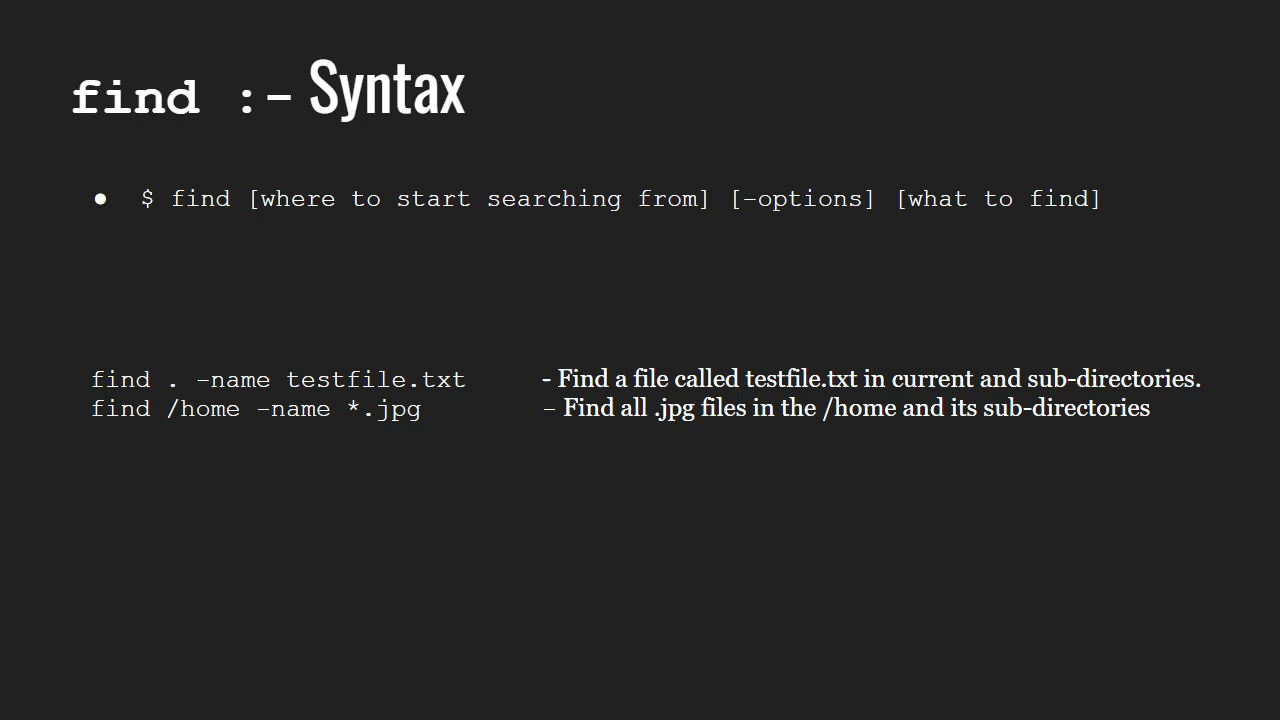 find :- Syntax
● $ find [where to start searching from] [-options] [what to find]
find . -name testfile.txt - Find a file called testfile.txt in current and sub-directories.
find /home -name *.jpg – Find all .jpg files in the /home and its sub-directories